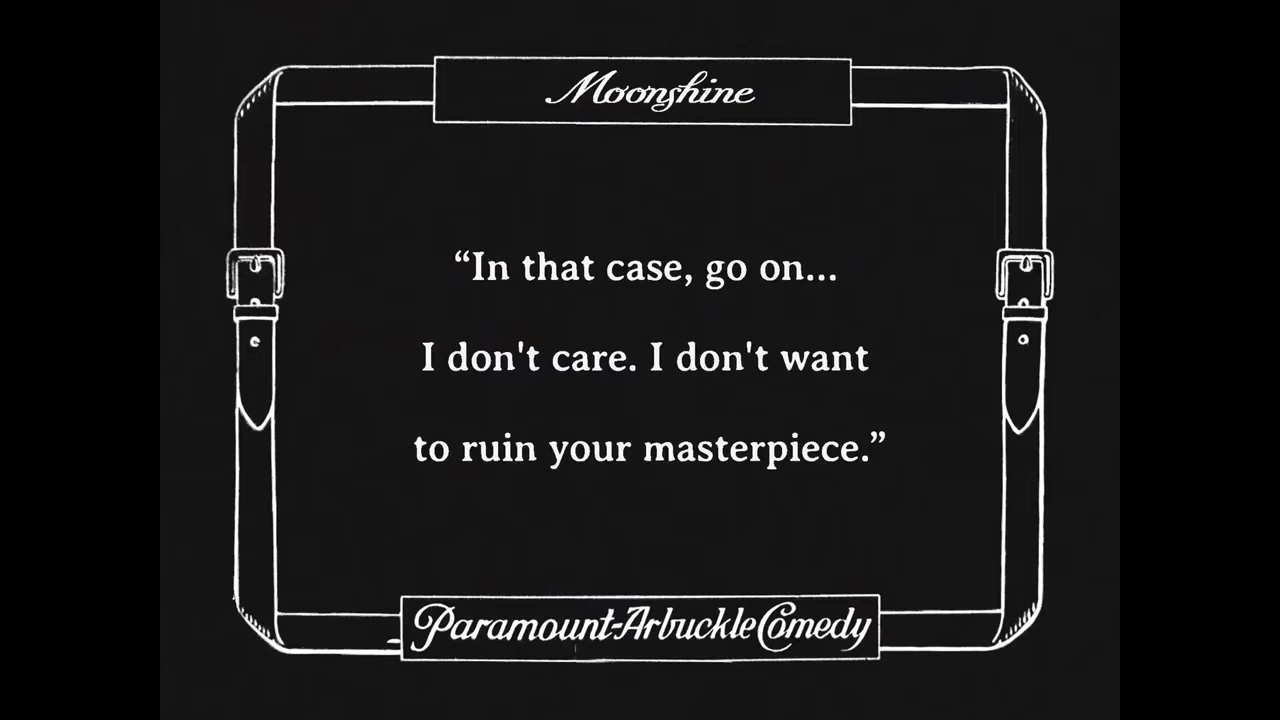 Moonshine
“In that case, go on...
I don't care. I don't want
to ruin your masterpiece.”
Paramount-Arbuckle Comedy